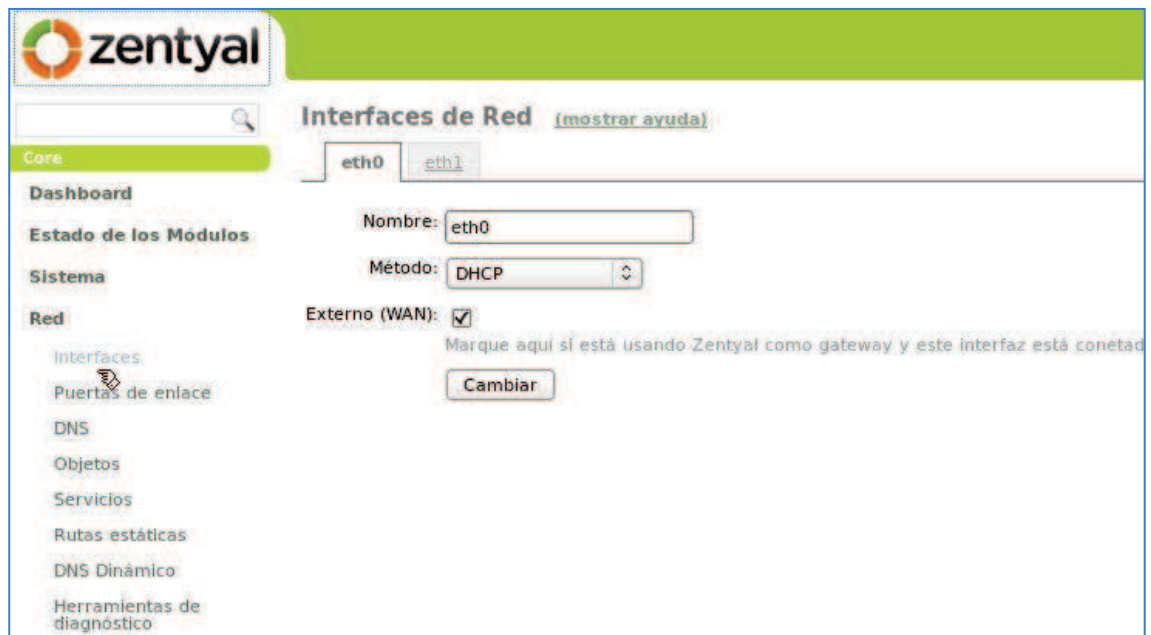 zentyal
Core
Dashboard
Estado de los Módulos
Sistema
Red
Interfaces
Puertas de enlace
DNS
Objetos
Servicios
Rutas estáticas
DNS Dinámico
Herramientas de
diagnóstico
Interfaces de Red (mostrar ayuda)
eth0 eth1
Nombre: eth0
Método: DHCP
Externo (WAN):
Marque aquí si está usando Zentyal como gateway y este interfaz está conetad
Cambiar